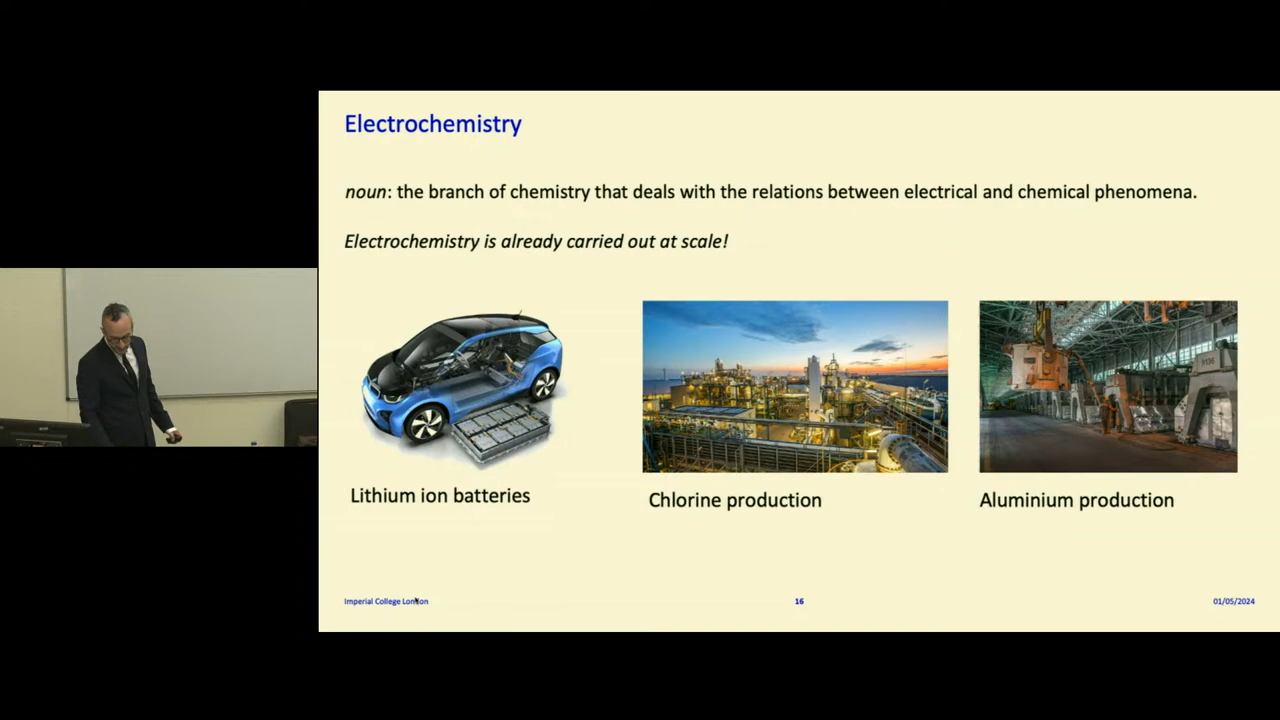 Electrochemistry
noun: the branch of chemistry that deals with the relations between electrical and chemical phenomena.
Electrochemistry is already carried out at scale!
Lithium ion batteries
Chlorine production
Aluminium production
Imperial College London
16
01/05/2024